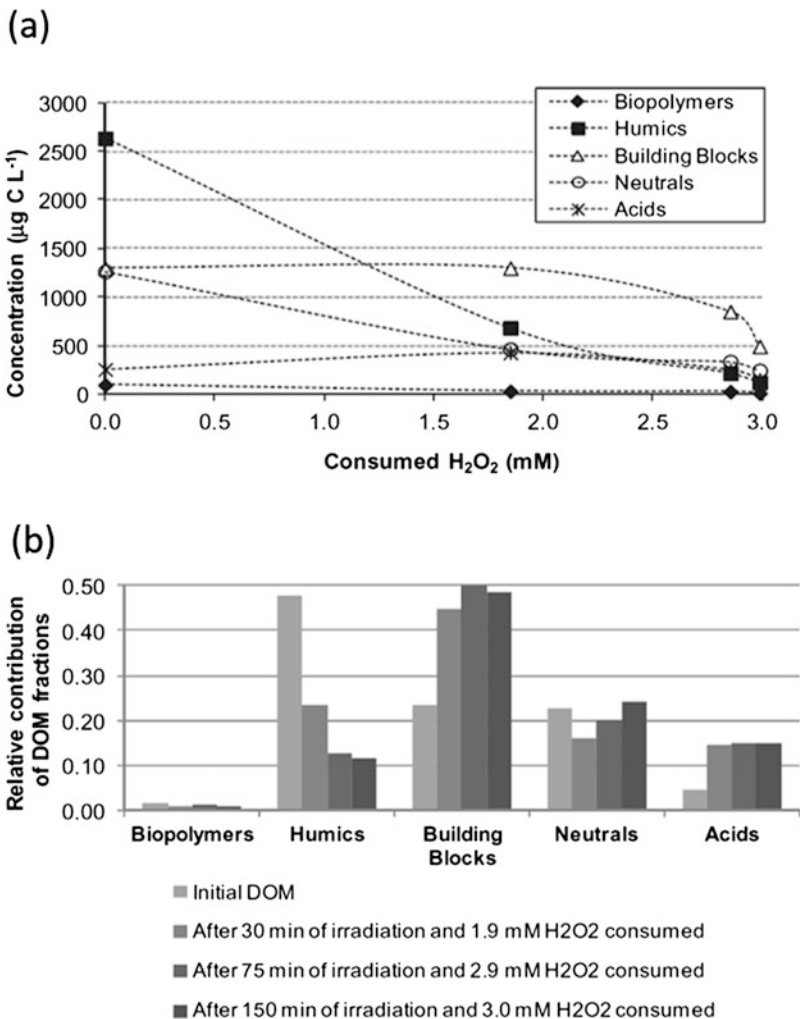 (a)
3000
2500
2000
1500
1000
500
0
Concentration (µg C L-1)
0.0 0.5 1.0 1.5 2.0 2.5 3.0
Consumed H₂O₂ (mM)
Biopolymers
Humics
Building Blocks
Neutrals
Acids
(b)
0.50
0.40
0.30
0.20
0.10
0.00
Relative contribution
of DOM fractions
Biopolymers Humics Building Neutrals Acids
Blocks
Initial DOM
After 30 min of irradiation and 1.9 mM H2O2 consumed
After 75 min of irradiation and 2.9 mM H2O2 consumed
After 150 min of irradiation and 3.0 mM H2O2 consumed